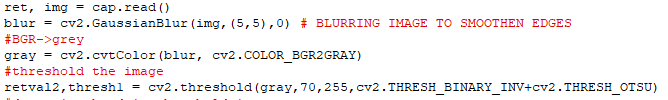 ret, img = cap.read()
blur = cv2.GaussianBlur(img,(5,5),0) # BLURRING IMAGE TO SMOOTHEN EDGES
#BGR->grey
gray = cv2.cvtColor(blur, cv2.COLOR_BGR2GRAY)
#threshold the image
retval2,thresh1 = cv2.threshold(gray,70,255,cv2.THRESH_BINARY_INV+cv2.THRESH_OTSU)